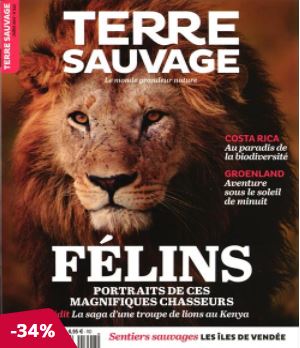 TERRE SAUVAGE
TERRE
SAUVAGE
Le monde grandeur nature
COSTA RICA
Au paradis de
la biodiversité
GROENLAND
Aventure
sous le soleil
de minuit
FÉLINS
PORTRAITS DE CES
MAGNIFIQUES CHASSEURS
La saga d'une troupe de lions au Kenya
-34%
Sentiers sauvages LES ÎLES DE VENDÉE